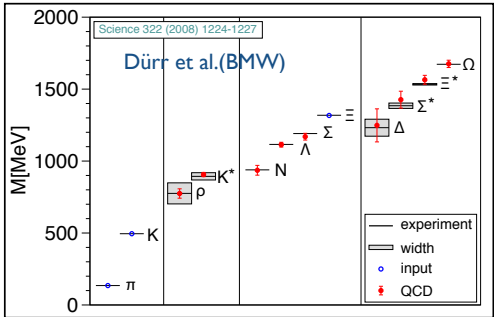 2000
Science 322 (2008) 1224-1227
Dürr et al.(BMW)
Ω
Ξ*
1500
Σ*
Ξ
Σ
Δ
Λ
M[MeV]
1000
K*
N
ρ
500
K
experiment
width
input
QCD
π
0